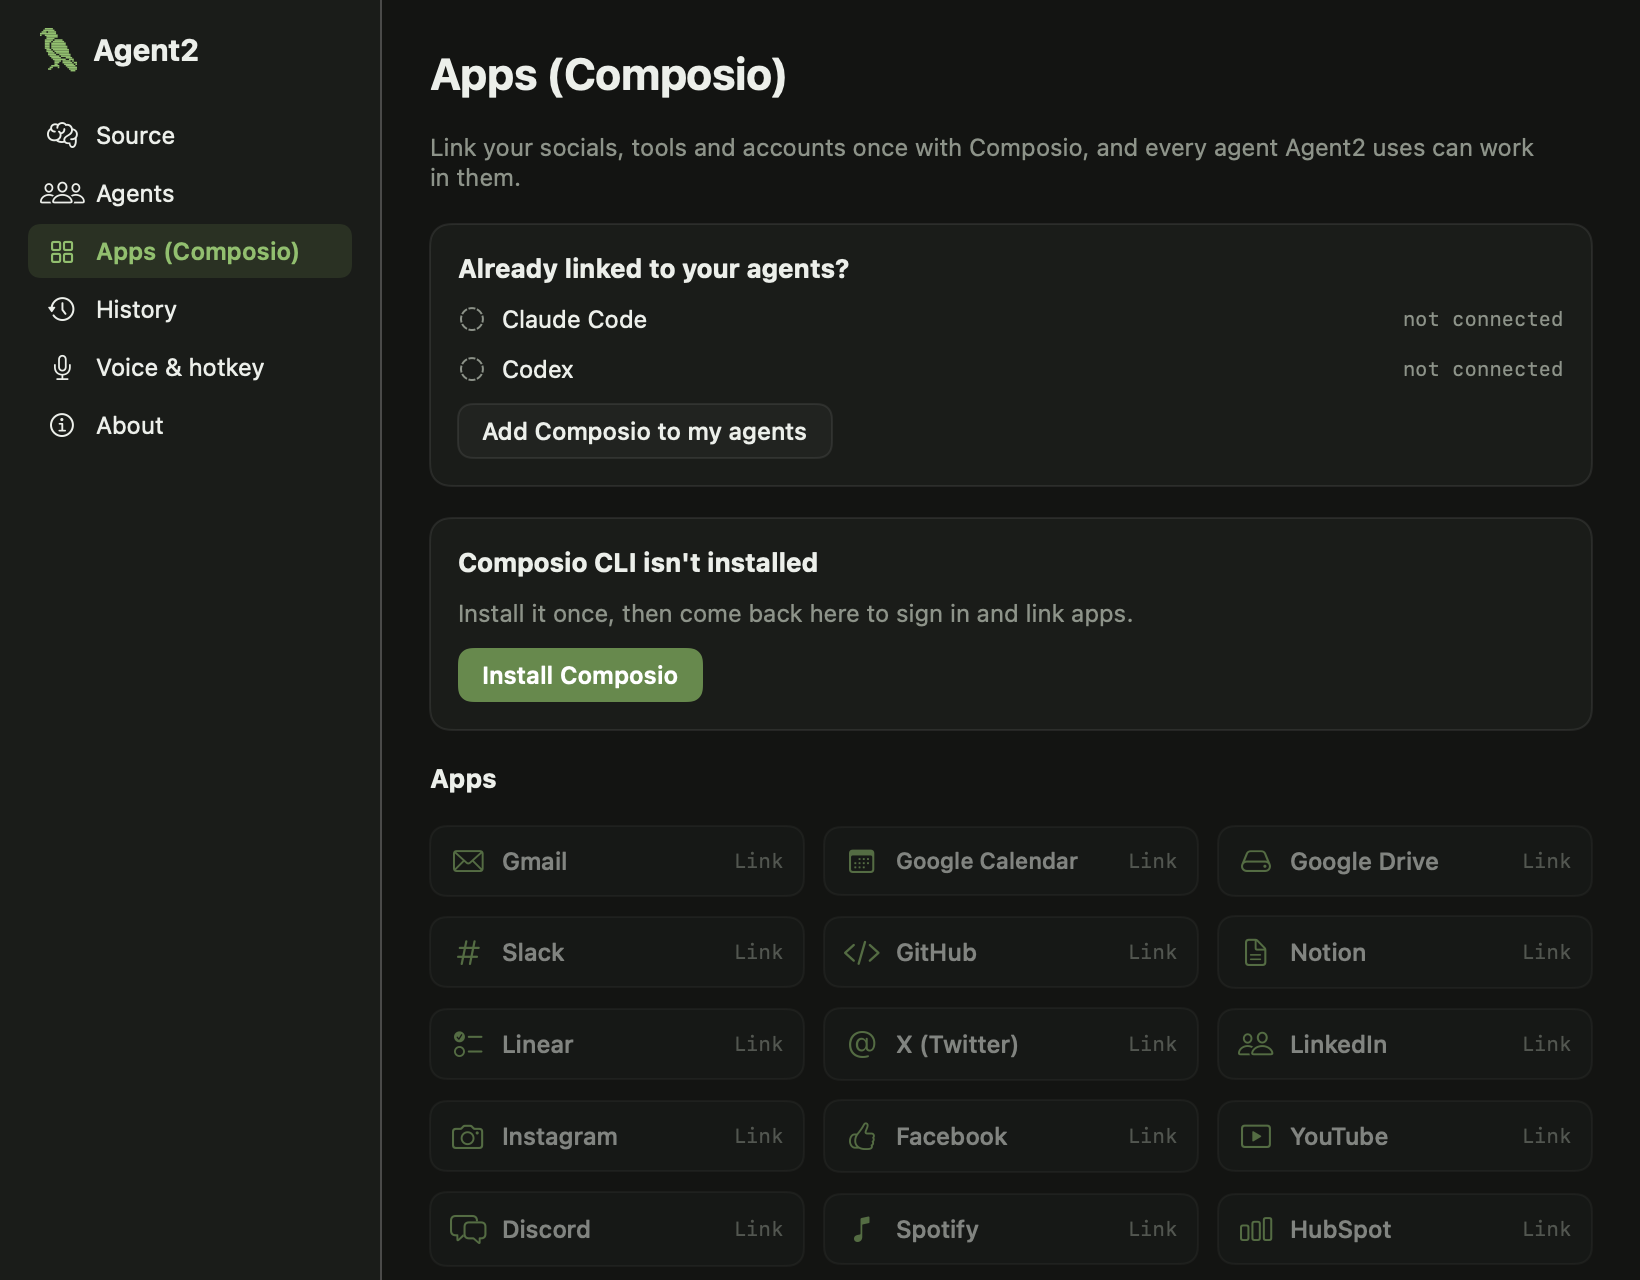 Agent2
Source
Agents
Apps (Composio)
History
Voice & hotkey
About
Apps (Composio)
Link your socials, tools and accounts once with Composio, and every agent Agent2 uses can work
in them.
Already linked to your agents?
Claude Code not connected
Codex not connected
Add Composio to my agents
Composio CLI isn't installed
Install it once, then come back here to sign in and link apps.
Install Composio
Apps
Gmail Link Google Calendar Link Google Drive Link
Slack Link GitHub Link Notion Link
Linear Link X (Twitter) Link LinkedIn Link
Instagram Link Facebook Link YouTube Link
Discord Link Spotify Link HubSpot Link